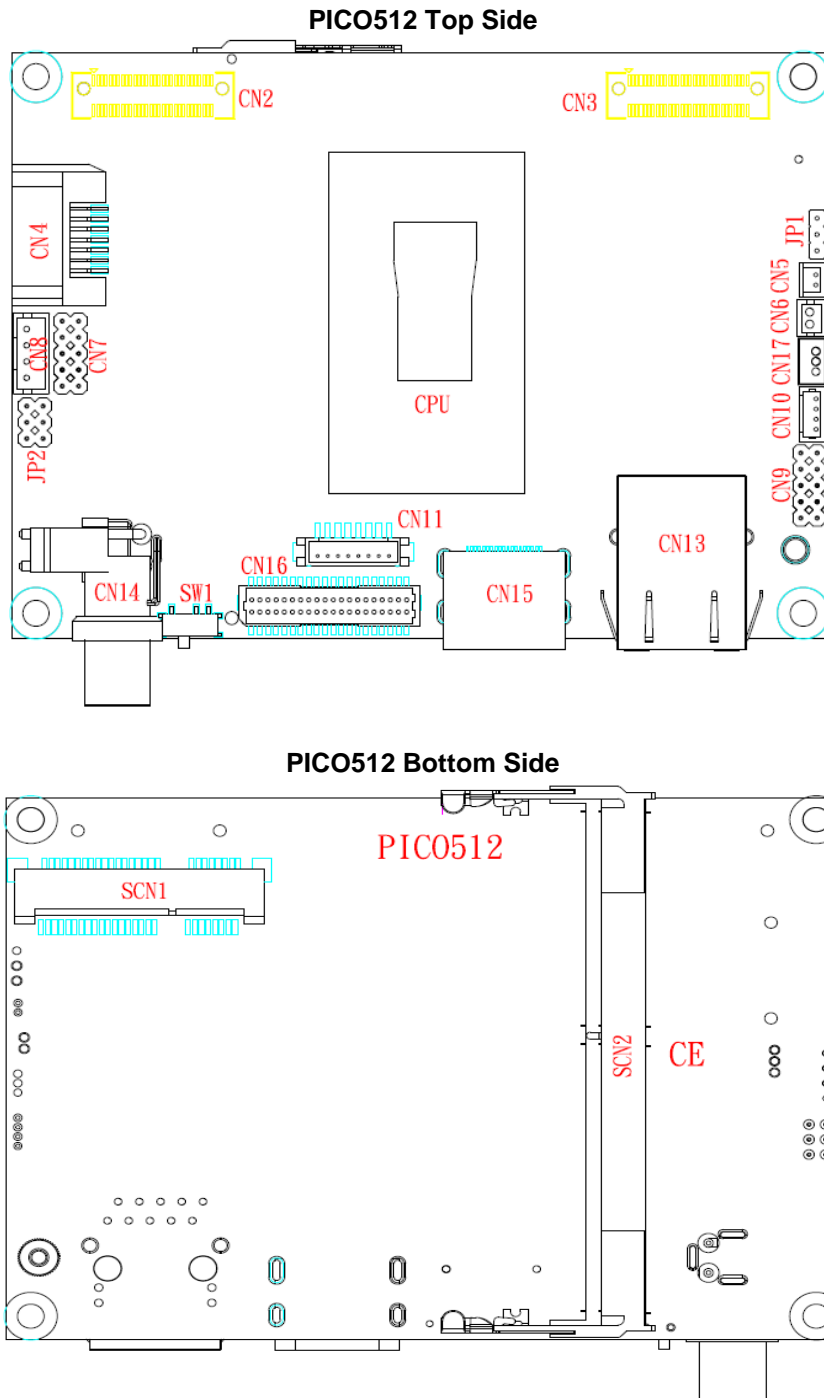 PICO512 Top Side
CN2
CN3
CN4
JP1
CN5
CN6
CN17
CN10
CN9
CN8
CN7
JP2
CPU
CN11
CN16
CN14
SW1
CN15
CN13
PICO512 Bottom Side
PICO512
SCN1
SCN2
CE